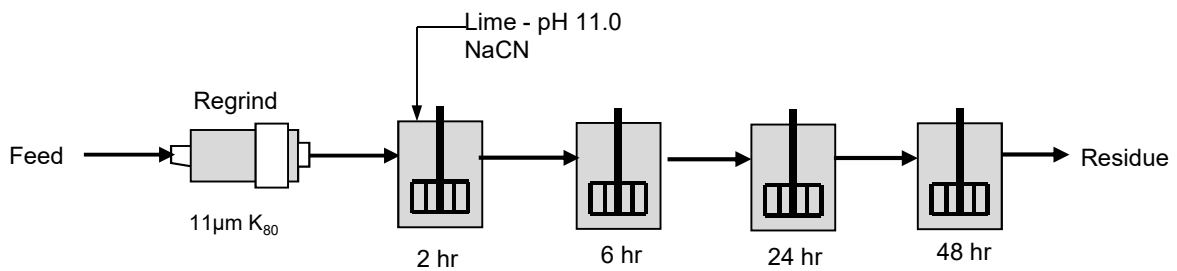 Lime - pH 11.0
NaCN
Regrind
Feed
Residue
11µm K₈₀
2 hr
6 hr
24 hr
48 hr